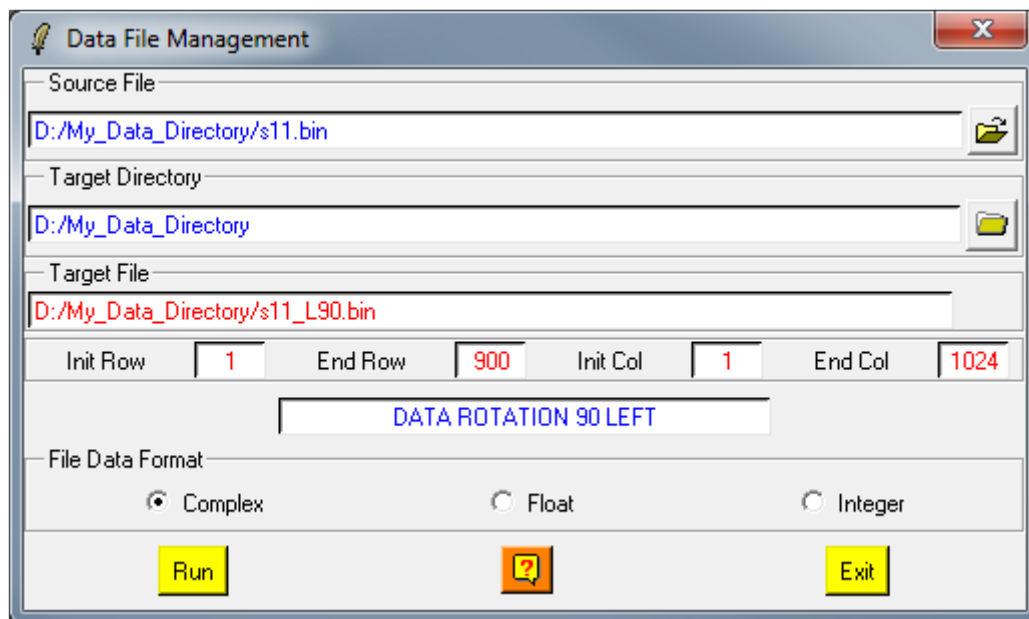 Data File Management
Source File
D:/My_Data_Directory/s11.bin
Target Directory
D:/My_Data_Directory
Target File
D:/My_Data_Directory/s11_L90.bin
Init Row 1 End Row 900 Init Col 1 End Col 1024
DATA ROTATION 90 LEFT
File Data Format
Complex Float Integer
Run ? Exit